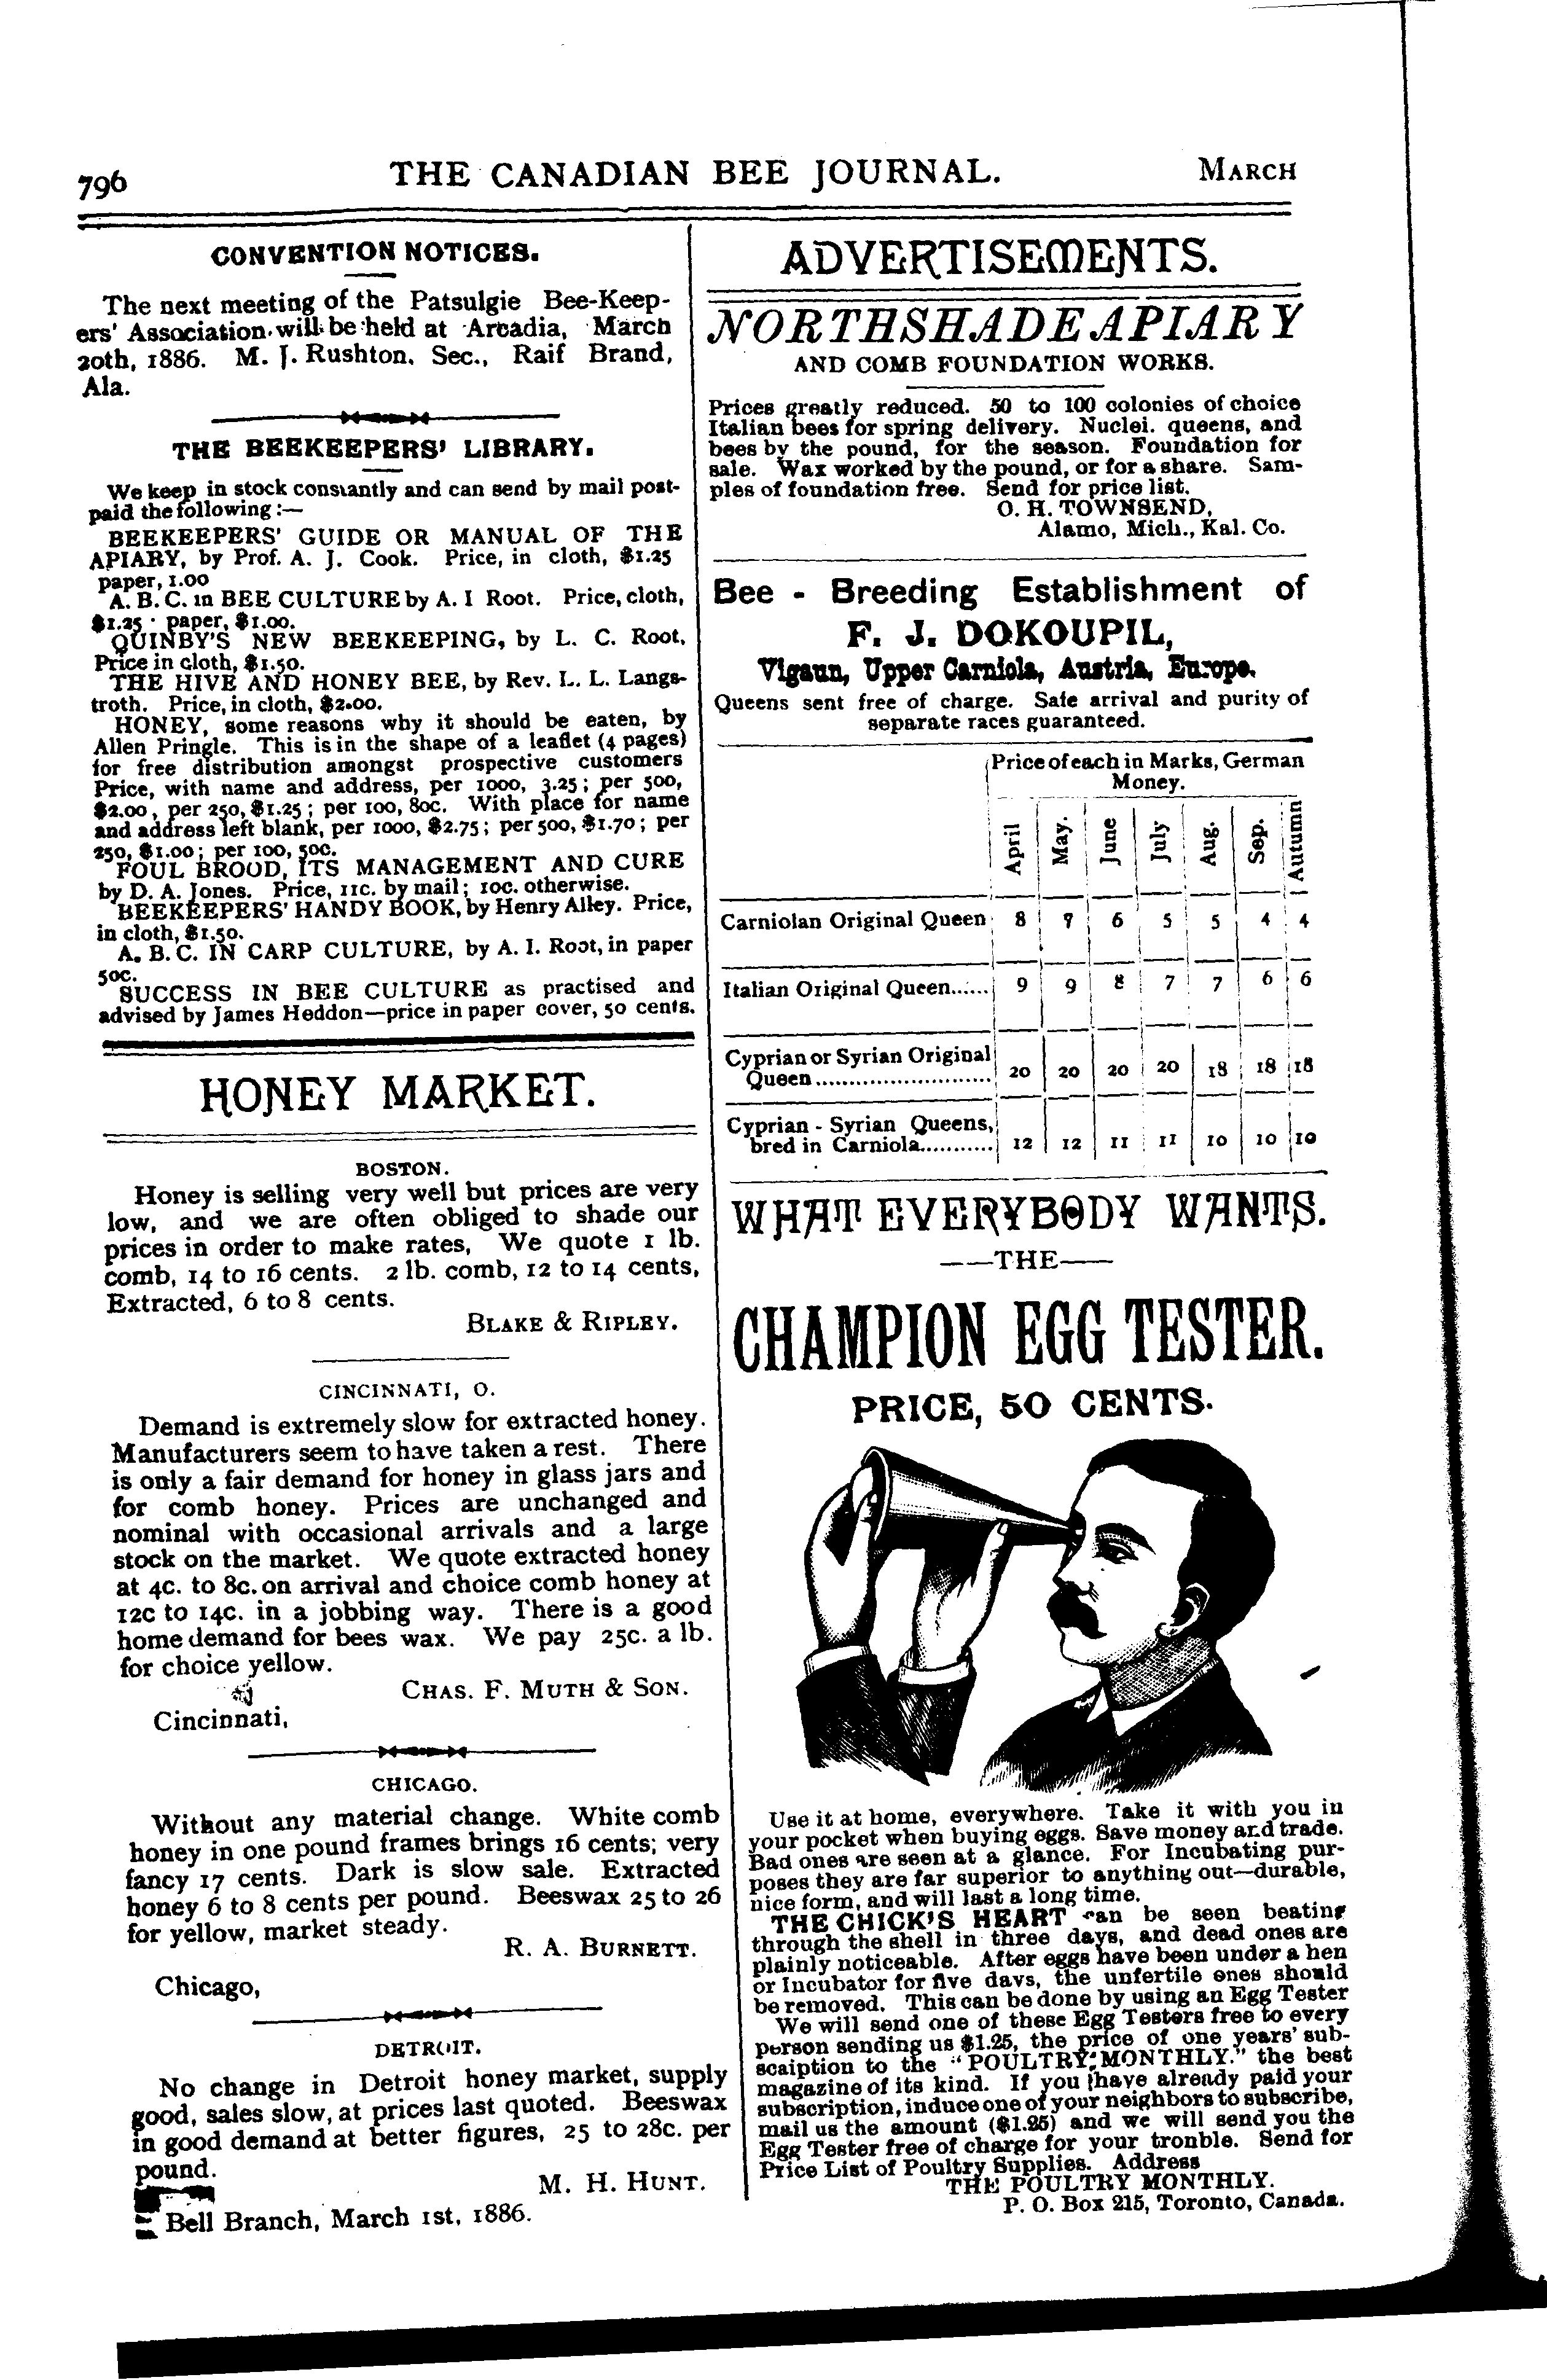 796
THE CANADIAN BEE JOURNAL.
MARCH
CONVENTION NOTICES.
The next meeting of the Patsulgie Bee-Keep-
ers' Association will be held at Arcadia, March
20th, 1886. M. J. Rushton. Sec., Raif Brand,
Ala.
THE BEEKEEPERS' LIBRARY.
We keep in stock constantly and can send by mail post-
paid the following:—
BEEKEEPERS' GUIDE OR MANUAL OF THE
APIARY, by Prof. A. J. Cook. Price, in cloth, $1.25
paper, 1.00
A. B. C. in BEE CULTURE by A. I Root. Price, cloth,
$1.25 paper, $1.00.
QUINBY'S NEW BEEKEEPING, by L. C. Root,
Price in cloth, $1.50.
THE HIVE AND HONEY BEE, by Rev. L. L. Langs-
troth. Price, in cloth, $2.00.
HONEY, some reasons why it should be eaten, by
Allen Pringle. This is in the shape of a leaflet (4 pages)
for free distribution amongst prospective customers
Price, with name and address, per 1000, 3.25; per 500,
$2.00, per 250, $1.25; per 100, 80c. With place for name
and address left blank, per 1000, $2.75; per 500, $1.70; per
250, $1.00; per 100, 50c.
FOUL BROOD, ITS MANAGEMENT AND CURE
by D. A. Jones. Price, 11c. by mail; 10c. otherwise.
BEEKEEPERS' HANDY BOOK, by Henry Alley. Price,
in cloth, $1.50.
A. B. C. IN CARP CULTURE, by A. I. Root, in paper
50c.
SUCCESS IN BEE CULTURE as practised and
advised by James Heddon—price in paper cover, 50 cents.
HONEY MARKET.
BOSTON.
Honey is selling very well but prices are very
low, and we are often obliged to shade our
prices in order to make rates, We quote 1 lb.
comb, 14 to 16 cents. 2 lb. comb, 12 to 14 cents,
Extracted, 6 to 8 cents.
BLAKE & RIPLEY.
CINCINNATI, O.
Demand is extremely slow for extracted honey.
Manufacturers seem to have taken a rest. There
is only a fair demand for honey in glass jars and
for comb honey. Prices are unchanged and
nominal with occasional arrivals and a large
stock on the market. We quote extracted honey
at 4c. to 8c. on arrival and choice comb honey at
12c to 14c. in a jobbing way. There is a good
home demand for bees wax. We pay 25c. a lb.
for choice yellow.
CHAS. F. MUTH & SON.
Cincinnati,
CHICAGO.
Without any material change. White comb
honey in one pound frames brings 16 cents; very
fancy 17 cents. Dark is slow sale. Extracted
honey 6 to 8 cents per pound. Beeswax 25 to 26
for yellow, market steady.
R. A. BURNETT.
Chicago,
DETROIT.
No change in Detroit honey market, supply
good, sales slow, at prices last quoted. Beeswax
in good demand at better figures, 25 to 28c. per
pound.
M. H. HUNT.
Bell Branch, March 1st, 1886.
ADVERTISEMENTS.
NORTH SHADE APIARY
AND COMB FOUNDATION WORKS.
Prices greatly reduced. 50 to 100 colonies of choice
Italian bees for spring delivery. Nuclei. queens, and
bees by the pound, for the season. Foundation for
sale. Wax worked by the pound, or for a share. Sam-
ples of foundation free. Send for price list.
O. H. TOWNSEND,
Alamo, Mich., Kal. Co.
Bee - Breeding Establishment of
F. J. DOKOUPIL,
Vigaun, Upper Carniola, Austria, Europe.
Queens sent free of charge. Safe arrival and purity of
separate races guaranteed.
Price of each in Marks, German
Money.
April May. June July Aug. Sep. Autumn
Carniolan Original Queen 8 7 6 5 5 4 4
Italian Original Queen...... 9 9 8 7 7 6 6
Cyprian or Syrian Original
Queen........................... 20 20 20 20 18 18 18
Cyprian - Syrian Queens,
bred in Carniola........... 12 12 11 11 10 10 10
WHAT EVERYBODY WANTS.
——THE——
CHAMPION EGG TESTER.
PRICE, 50 CENTS.
Use it at home, everywhere. Take it with you in
your pocket when buying eggs. Save money and trade.
Bad ones are seen at a glance. For Incubating pur-
poses they are far superior to anything out—durable,
nice form, and will last a long time.
THE CHICK'S HEART can be seen beating
through the shell in three days, and dead ones are
plainly noticeable. After eggs have been under a hen
or Incubator for five days, the unfertile ones should
be removed. This can be done by using an Egg Tester
We will send one of these Egg Testers free to every
person sending us $1.25, the price of one years' sub-
scaiption to the "POULTRY MONTHLY." the best
magazine of its kind. If you have already paid your
subscription, induce one of your neighbors to subscribe,
mail us the amount ($1.25) and we will send you the
Egg Tester free of charge for your tronble. Send for
Price List of Poultry Supplies. Address
THE POULTRY MONTHLY.
P. O. Box 215, Toronto, Canada.